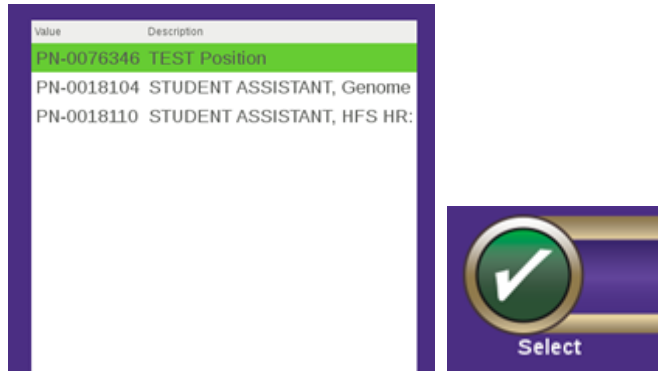 Value Description
PN-0076346 TEST Position
PN-0018104 STUDENT ASSISTANT, Genome
PN-0018110 STUDENT ASSISTANT, HFS HR:
Select